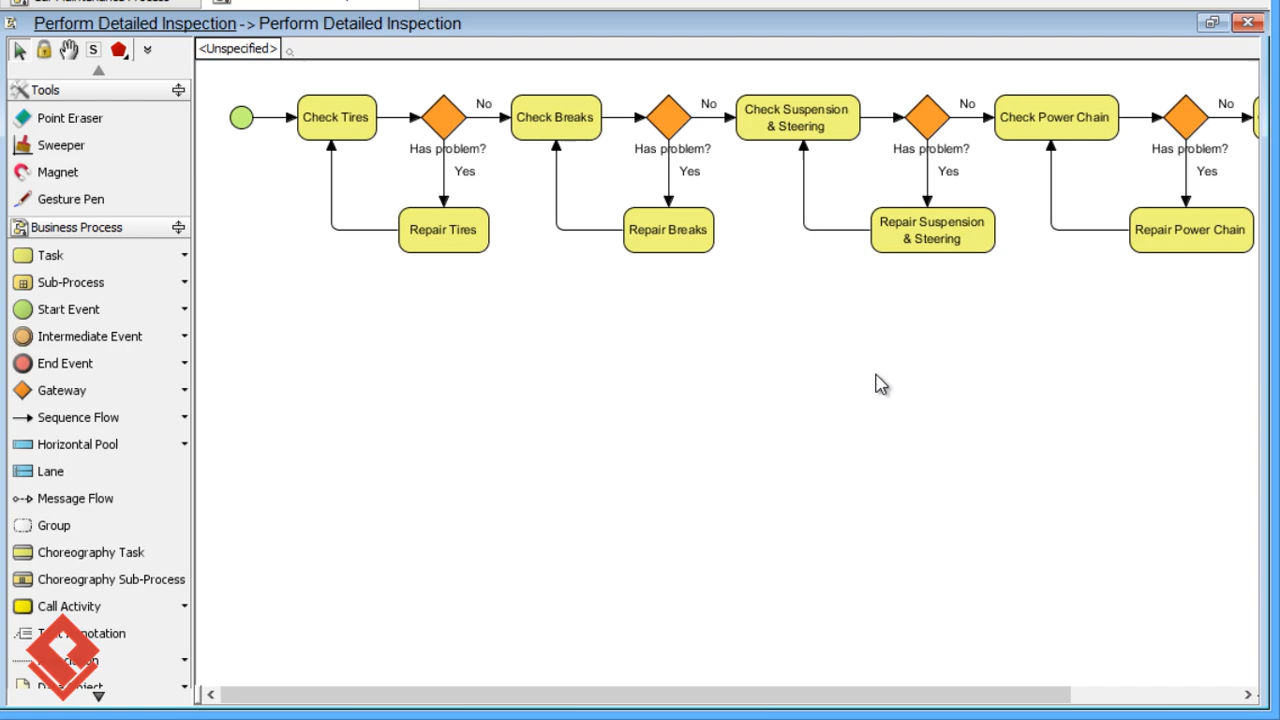 Perform Detailed Inspection -> Perform Detailed Inspection
S
<Unspecified>
Tools
Point Eraser
Sweeper
Magnet
Gesture Pen
Business Process
Task
Sub-Process
Start Event
Intermediate Event
End Event
Gateway
Sequence Flow
Horizontal Pool
Lane
Message Flow
Group
Choreography Task
Choreography Sub-Process
Call Activity
Check Tires
No
Has problem?
Yes
Repair Tires
Check Breaks
No
Has problem?
Yes
Repair Breaks
Check Suspension
& Steering
No
Has problem?
Yes
Repair Suspension
& Steering
Check Power Chain
No
Has problem?
Yes
Repair Power Chain